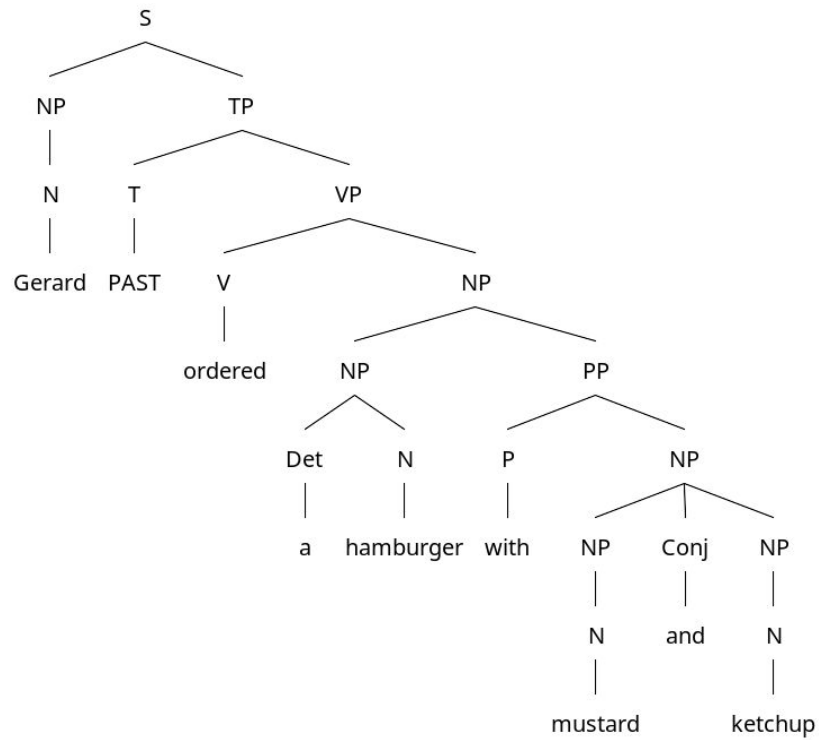 S
NP TP
N T VP
Gerard PAST V NP
ordered NP PP
Det N P NP
a hamburger with NP Conj NP
N and N
mustard ketchup